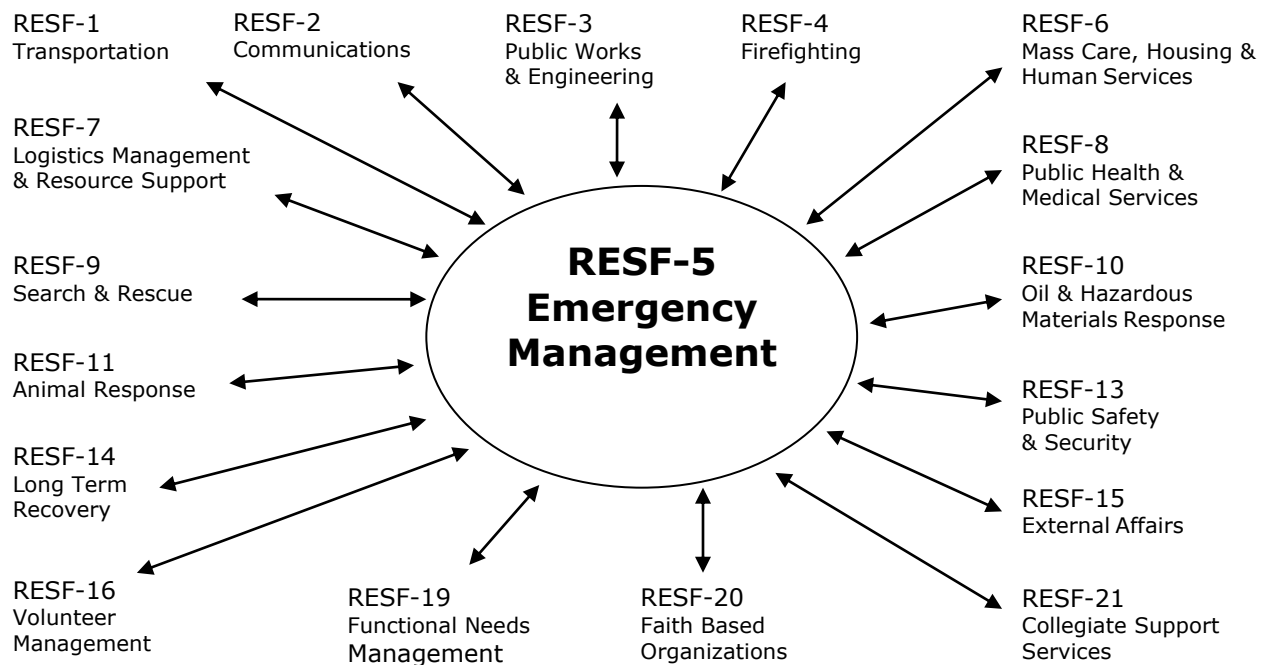 RESF-1
Transportation
RESF-2
Communications
RESF-3
Public Works
& Engineering
RESF-4
Firefighting
RESF-6
Mass Care, Housing &
Human Services
RESF-7
Logistics Management
& Resource Support
RESF-8
Public Health &
Medical Services
RESF-5
Emergency
Management
RESF-9
Search & Rescue
RESF-10
Oil & Hazardous
Materials Response
RESF-11
Animal Response
RESF-13
Public Safety
& Security
RESF-14
Long Term
Recovery
RESF-15
External Affairs
RESF-16
Volunteer
Management
RESF-19
Functional Needs
Management
RESF-20
Faith Based
Organizations
RESF-21
Collegiate Support
Services